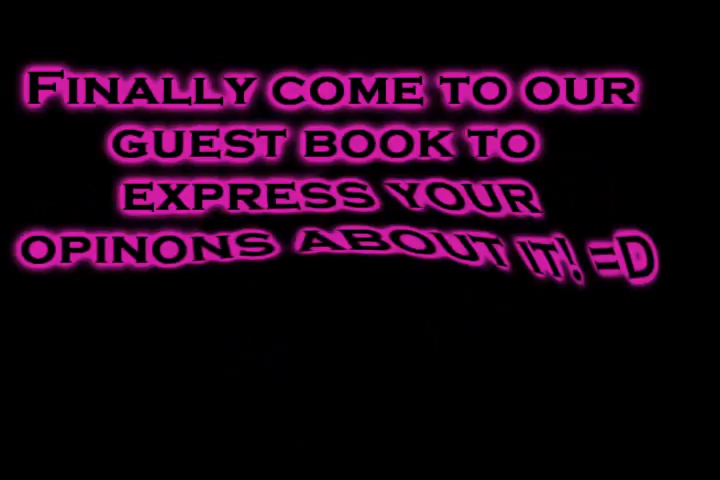 Finally come to our
guest book to
express your
opinons about it! =D